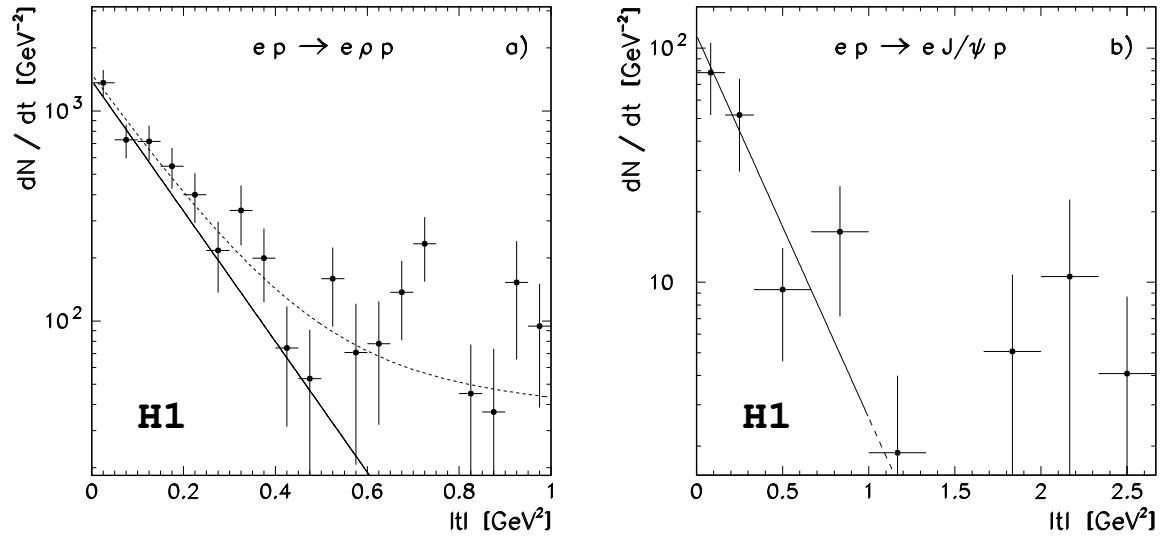 e p → e ρ p a)
dN / dt [GeV⁻²]
10³
10²
H1
0 0.2 0.4 0.6 0.8 1
|t| [GeV²]
e p → e J/ψ p b)
dN / dt [GeV⁻²]
10²
10
H1
0 0.5 1 1.5 2 2.5
|t| [GeV²]